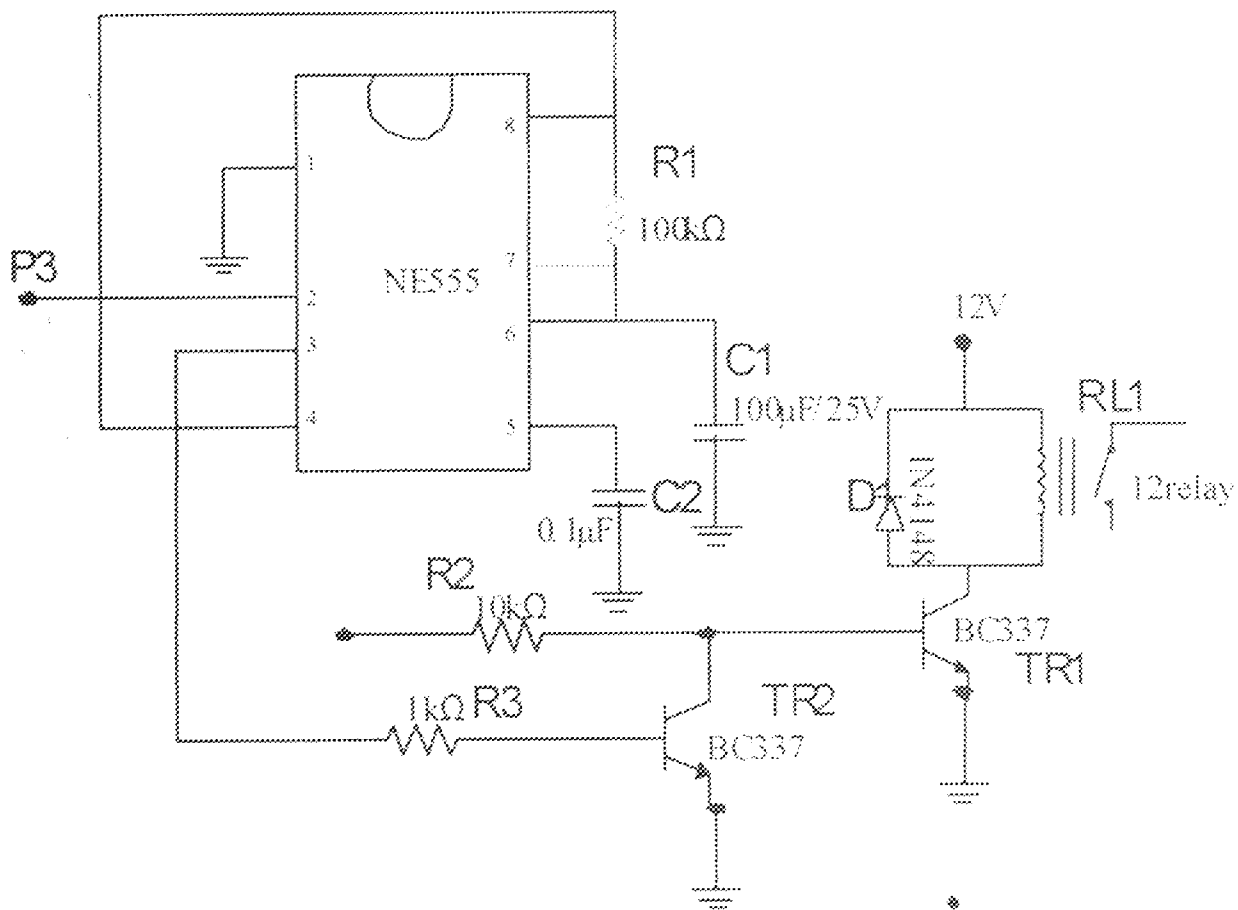 8
1
R1
100kΩ
P3
7
NE555
2
12V
6
3
C1
RL1
100μF/25V
4
5
1N4148
D1
12relay
C2
0.1μF
R2
10kΩ
BC337
TR1
R3
1kΩ
TR2
BC337